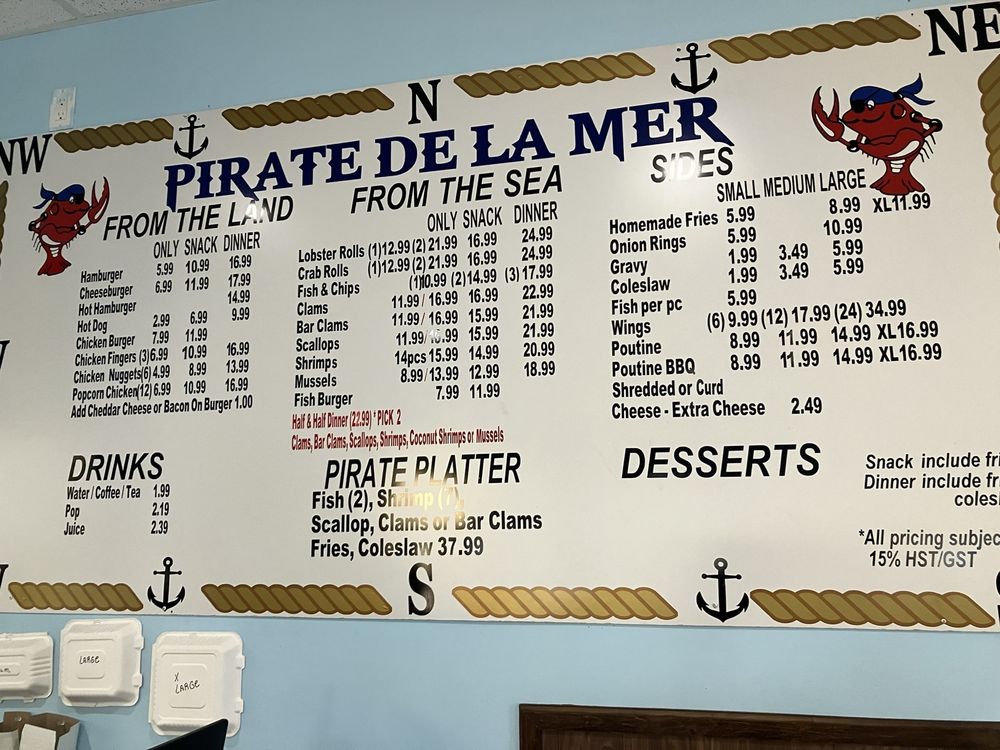 NW
N
NE
PIRATE DE LA MER
FROM THE LAND
ONLY SNACK DINNER
Hamburger 5.99 10.99 16.99
Cheeseburger 6.99 11.99 17.99
Hot Hamburger 14.99
Hot Dog 2.99 6.99 9.99
Chicken Burger 7.99 11.99
Chicken Fingers (3)6.99 10.99 16.99
Chicken Nuggets(6) 4.99 8.99 13.99
Popcorn Chicken(12) 6.99 10.99 16.99
Add Cheddar Cheese or Bacon On Burger 1.00
DRINKS
Water / Coffee / Tea 1.99
Pop 2.19
Juice 2.39
FROM THE SEA
ONLY SNACK DINNER
Lobster Rolls (1)12.99 (2) 21.99 16.99 24.99
Crab Rolls (1)12.99 (2) 21.99 16.99 24.99
Fish & Chips (1)10.99 (2)14.99 (3) 17.99
Clams 11.99 / 16.99 16.99 22.99
Bar Clams 11.99 / 16.99 15.99 21.99
Scallops 11.99/16.99 15.99 21.99
Shrimps 14pcs 15.99 14.99 20.99
Mussels 8.99 / 13.99 12.99 18.99
Fish Burger 7.99 11.99
Half & Half Dinner (22.99) * PICK 2
Clams, Bar Clams, Scallops, Shrimps, Coconut Shrimps or Mussels
PIRATE PLATTER
Fish (2), Shrimp (7),
Scallop, Clams or Bar Clams
Fries, Coleslaw 37.99
SIDES
SMALL MEDIUM LARGE
Homemade Fries 5.99 8.99 XL11.99
Onion Rings 5.99 10.99
Gravy 1.99 3.49 5.99
Coleslaw 1.99 3.49 5.99
Fish per pc 5.99
Wings (6) 9.99 (12) 17.99 (24) 34.99
Poutine 8.99 11.99 14.99 XL16.99
Poutine BBQ 8.99 11.99 14.99 XL16.99
Shredded or Curd
Cheese - Extra Cheese 2.49
DESSERTS
Snack include fri
Dinner include fr
colesl
*All pricing subjec
15% HST/GST
S
LARGE
X
LARGE